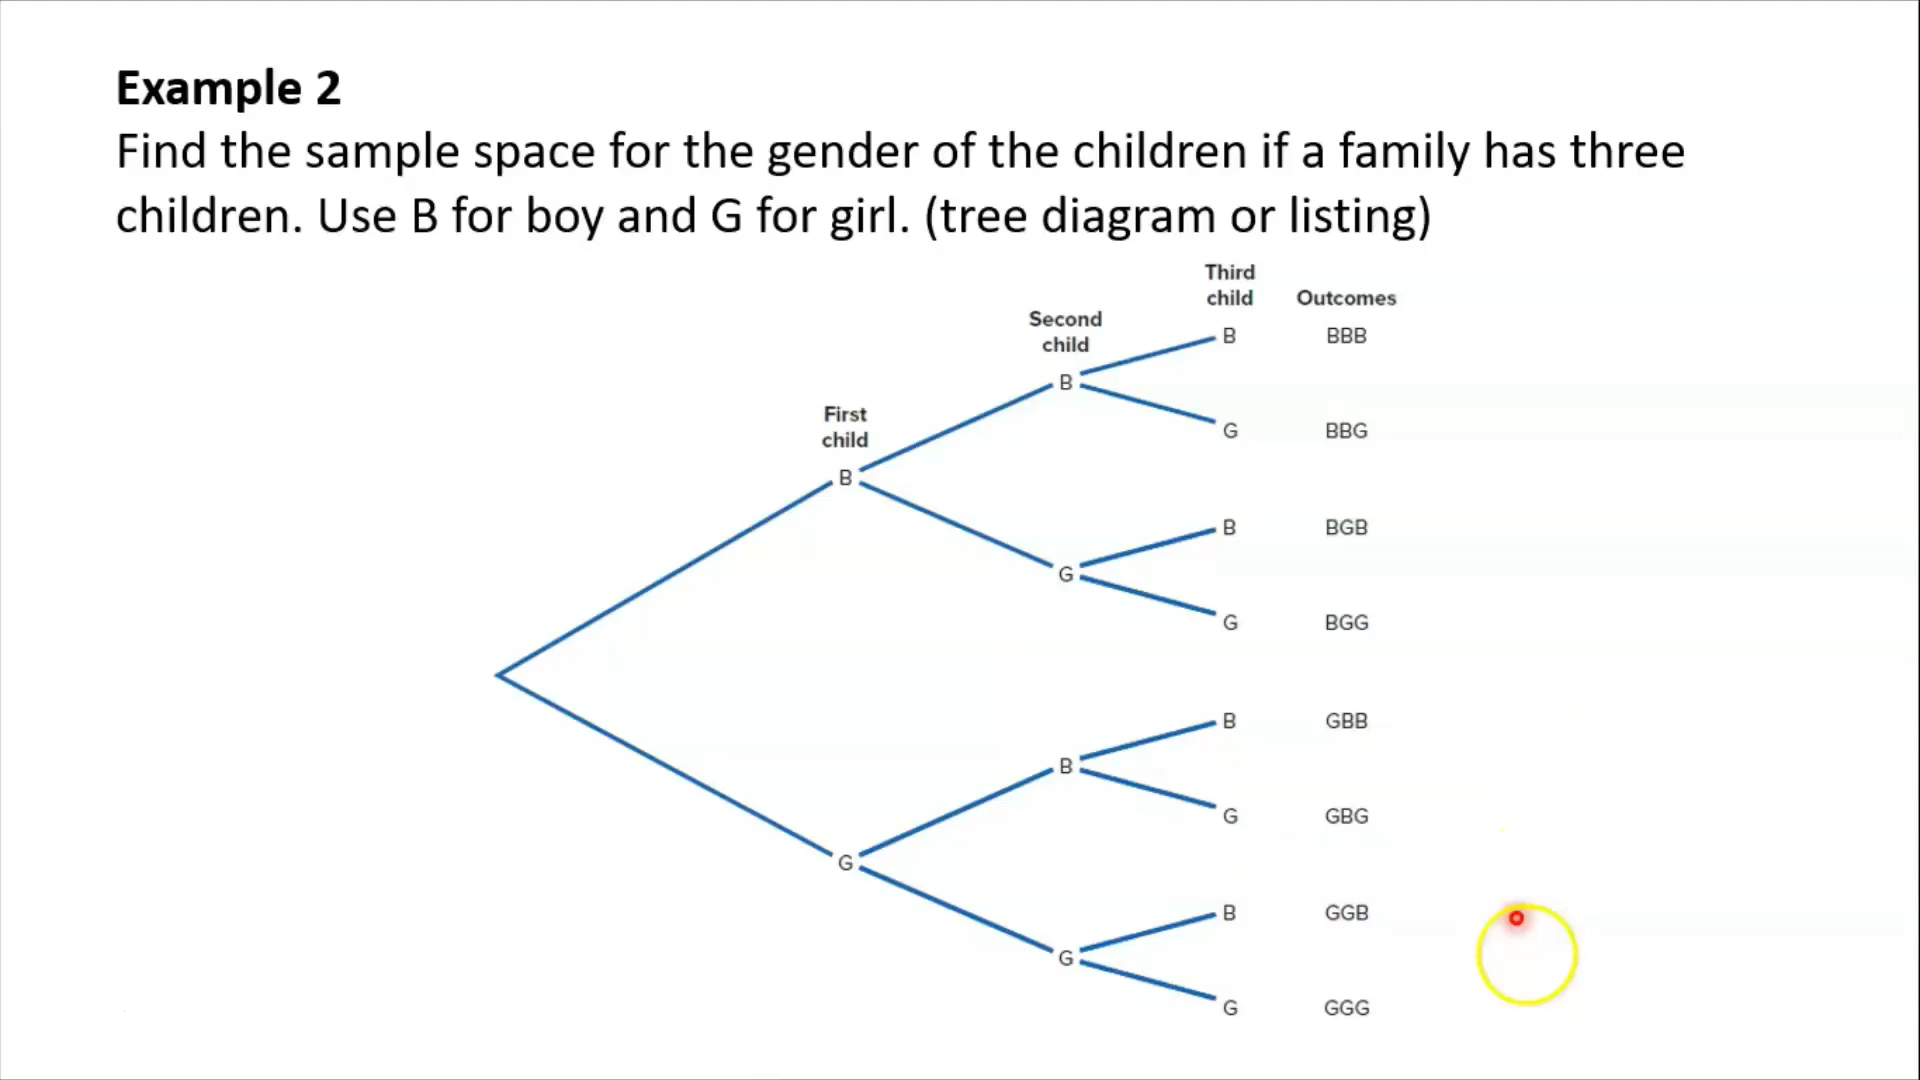 Example 2
Find the sample space for the gender of the children if a family has three
children. Use B for boy and G for girl. (tree diagram or listing)
Third
child
Outcomes
Second
child
B
BBB
B
First
child
G
BBG
B
B
BGB
G
G
BGG
B
GBB
B
G
GBG
G
B
GGB
G
G
GGG